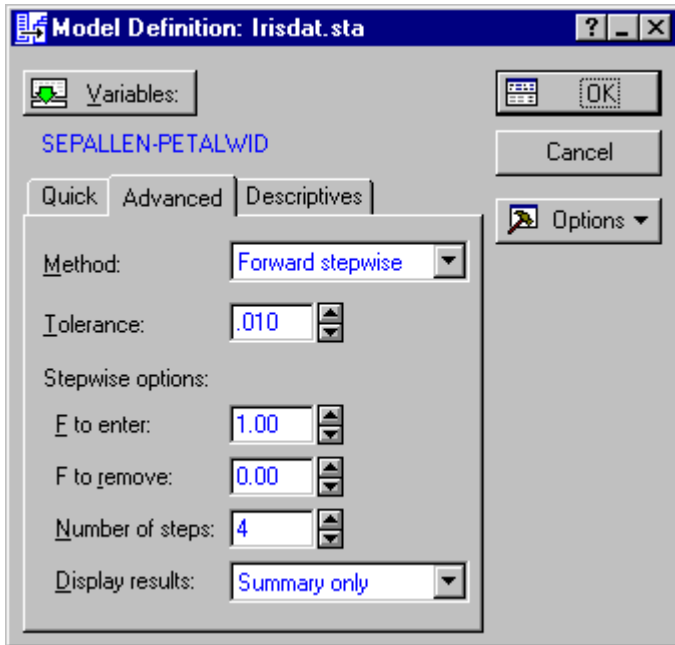 Model Definition: Irisdat.sta
Variables:
OK
SEPALLEN-PETALWID
Cancel
Quick Advanced Descriptives
Options
Method: Forward stepwise
Tolerance: .010
Stepwise options:
F to enter: 1.00
F to remove: 0.00
Number of steps: 4
Display results: Summary only